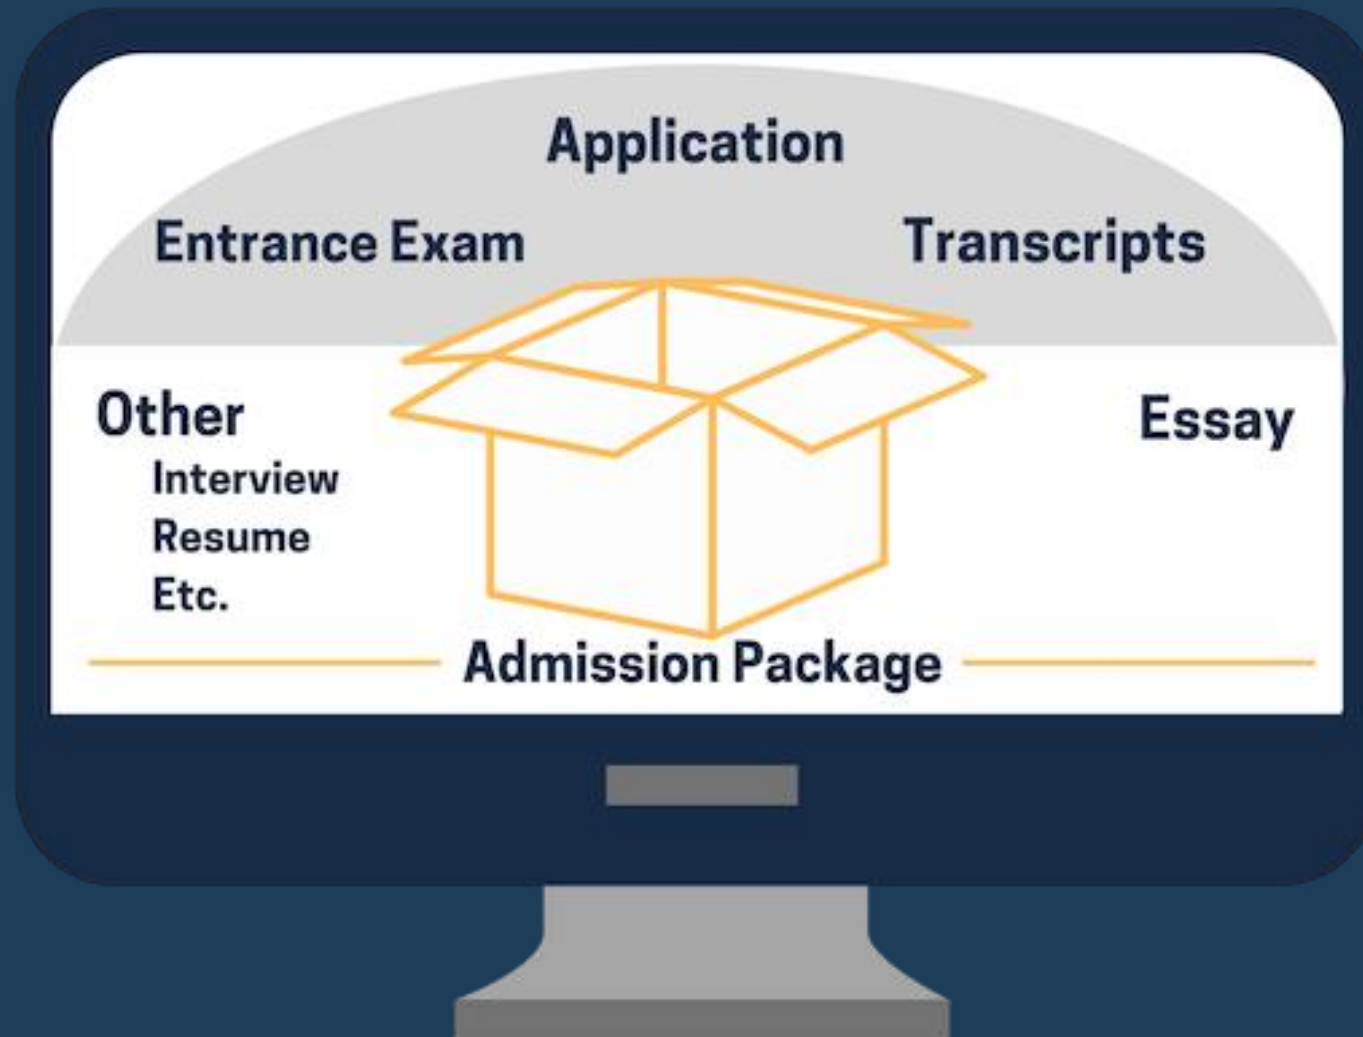 Application
Entrance Exam
Transcripts
Other
Interview
Resume
Etc.
Essay
Admission Package